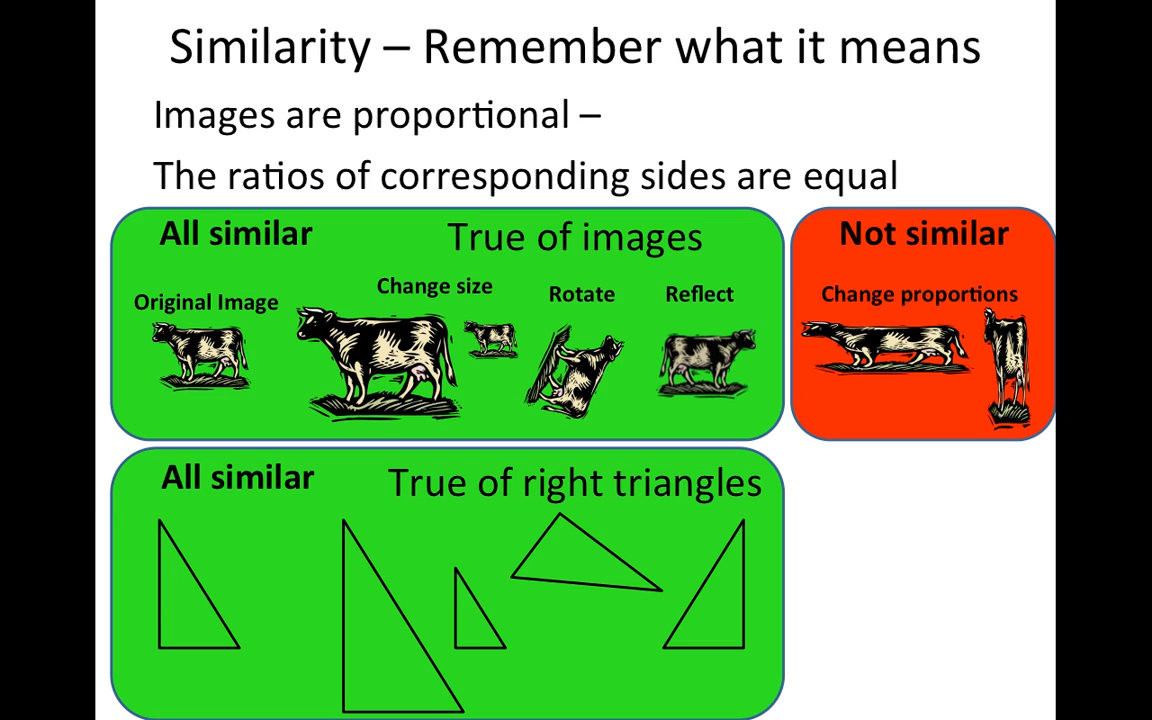 Similarity – Remember what it means
Images are proportional –
The ratios of corresponding sides are equal
All similar
True of images
Original Image
Change size
Rotate
Reflect
Not similar
Change proportions
All similar
True of right triangles